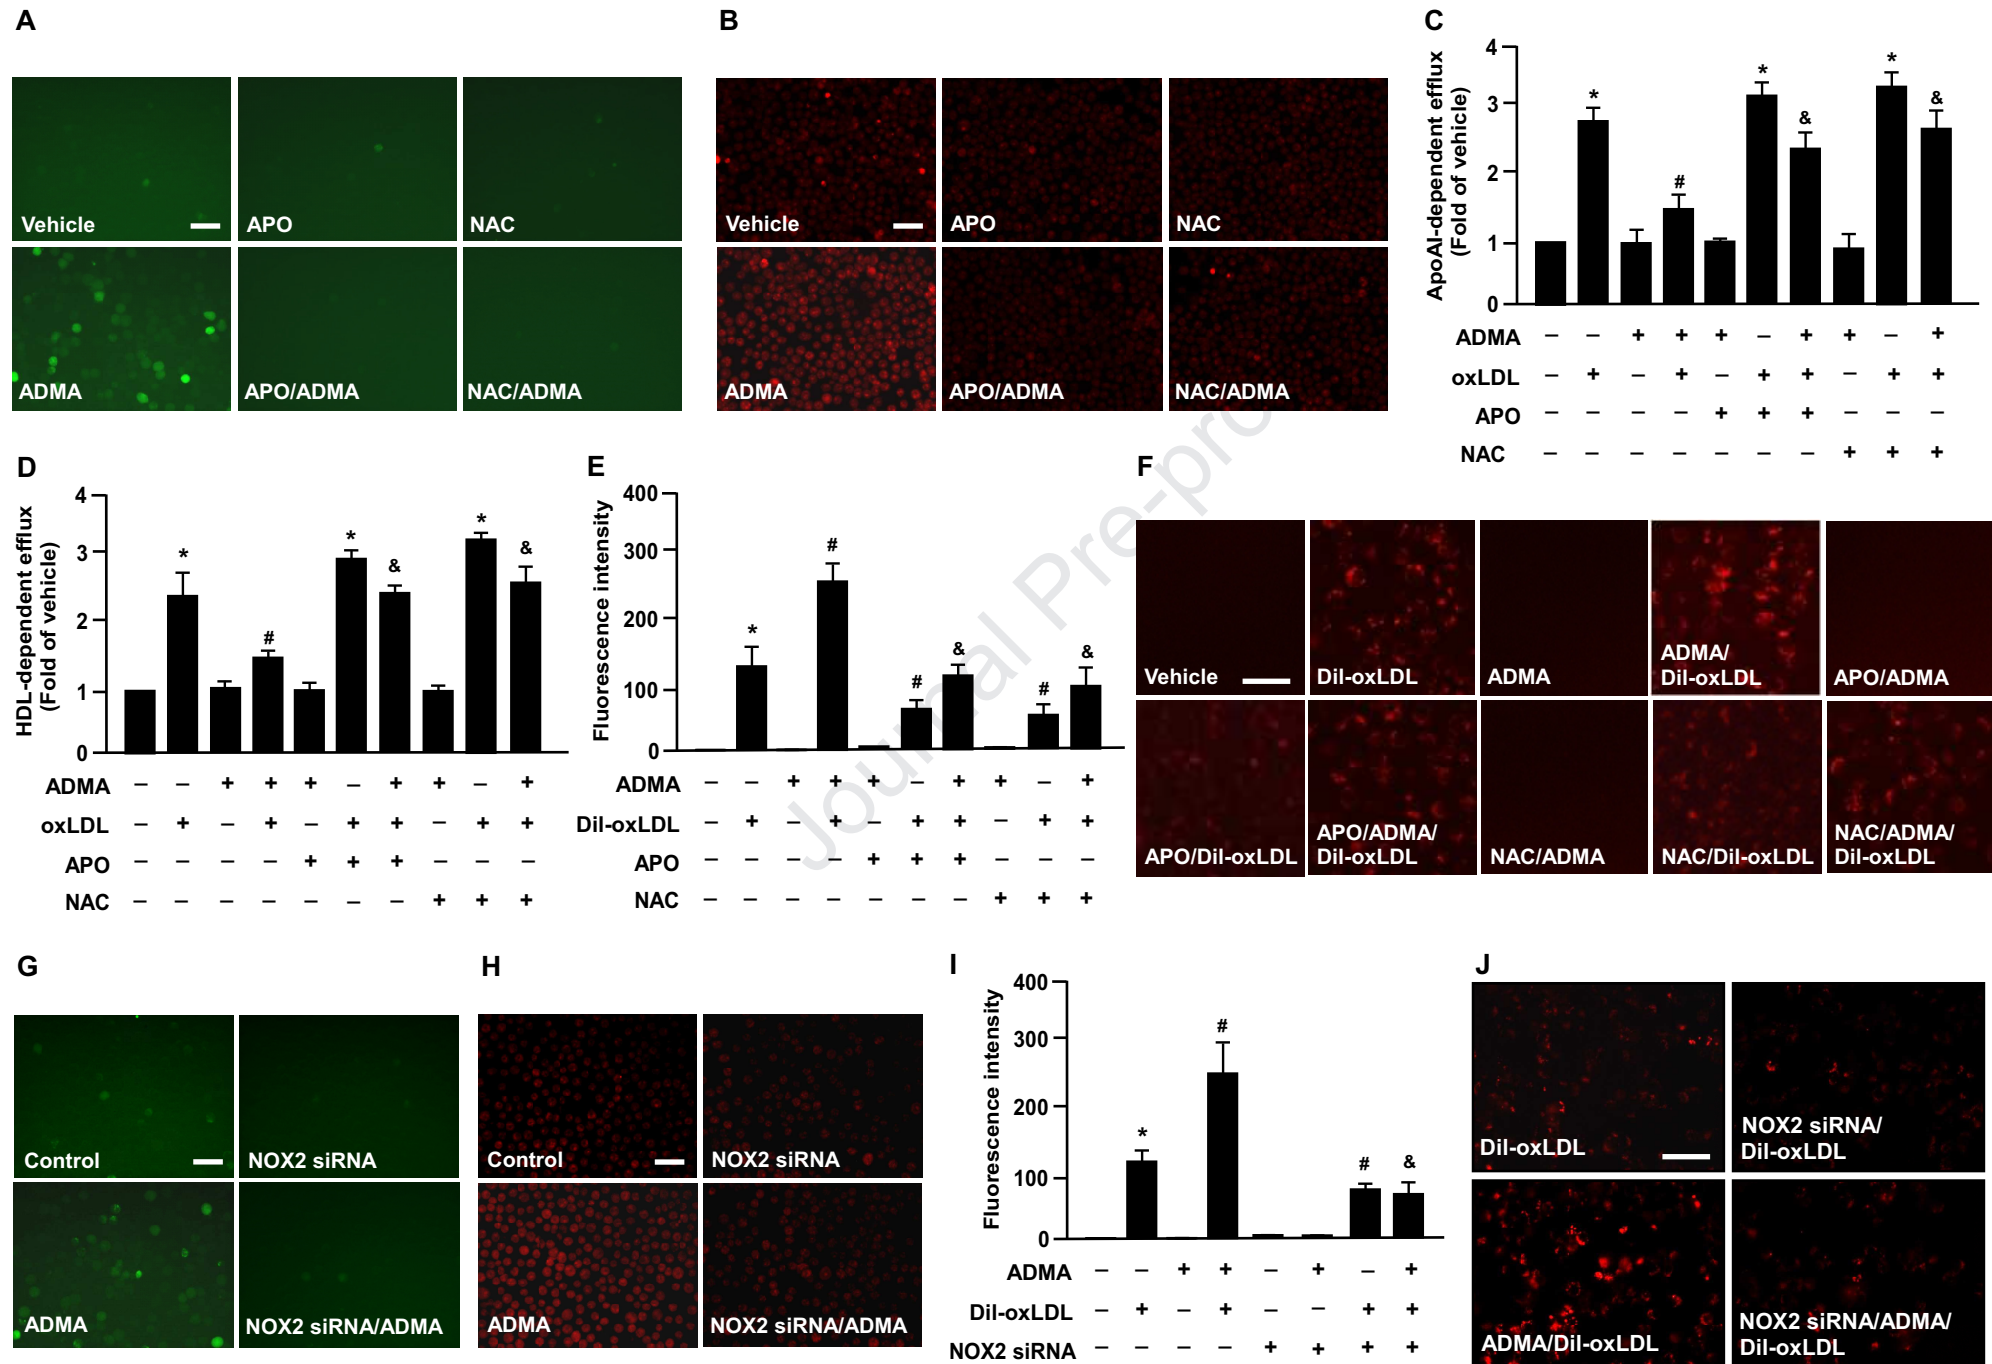 A
Vehicle
APO
NAC
ADMA
APO/ADMA
NAC/ADMA
B
Vehicle
APO
NAC
ADMA
APO/ADMA
NAC/ADMA
C
ApoAI-dependent efflux
(Fold of vehicle)
4
3
2
1
0
* # * & * &
ADMA − − + + + − + + − +
oxLDL − + − + − + + − + +
APO − − − − + + + − − −
NAC − − − − − − − + + +
D
HDL-dependent efflux
(Fold of vehicle)
4
3
2
1
0
* # * & * &
ADMA − − + + + − + + − +
oxLDL − + − + − + + − + +
APO − − − − + + + − − −
NAC − − − − − − − + + +
E
Fluorescence intensity
400
300
200
100
0
* # # & # &
ADMA − − + + + − + + − +
Dil-oxLDL − + − + − + + − + +
APO − − − − + + + − − −
NAC − − − − − − − + + +
F
Vehicle
Dil-oxLDL
ADMA
ADMA/
Dil-oxLDL
APO/ADMA
APO/Dil-oxLDL
APO/ADMA/
Dil-oxLDL
NAC/ADMA
NAC/Dil-oxLDL
NAC/ADMA/
Dil-oxLDL
Journal Pre-pro
G
Control
NOX2 siRNA
ADMA
NOX2 siRNA/ADMA
H
Control
NOX2 siRNA
ADMA
NOX2 siRNA/ADMA
I
Fluorescence intensity
400
300
200
100
0
* # # &
ADMA − − + + − + − +
Dil-oxLDL − + − + − − + +
NOX2 siRNA − − − − + + + +
J
Dil-oxLDL
NOX2 siRNA/
Dil-oxLDL
ADMA/Dil-oxLDL
NOX2 siRNA/ADMA/
Dil-oxLDL